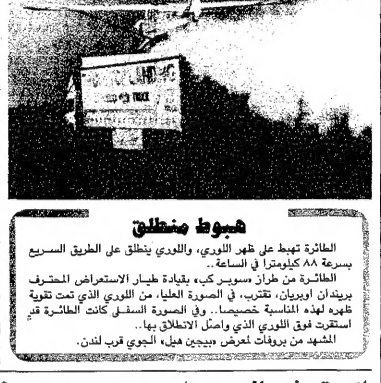 هبوط منطلق
الطائرة تهبط على ظهر اللوري، واللوري ينطلق على الطريق السريع
بسرعة ٨٨ كيلومترا في الساعة..
الطائرة من طراز «سوبر كب» بقيادة طيار الاستعراض المحترف
بريندان اوبريان، تقترب، في الصورة العليا، من اللوري الذي تمت تقوية
ظهره لهذه المناسبة خصيصا.. وفي الصورة السفلى كانت الطائرة قد
استقرت فوق اللوري الذي واصل الانطلاق بها..
المشهد من بروفات لمعرض «بيجين هيل» الجوي قرب لندن.